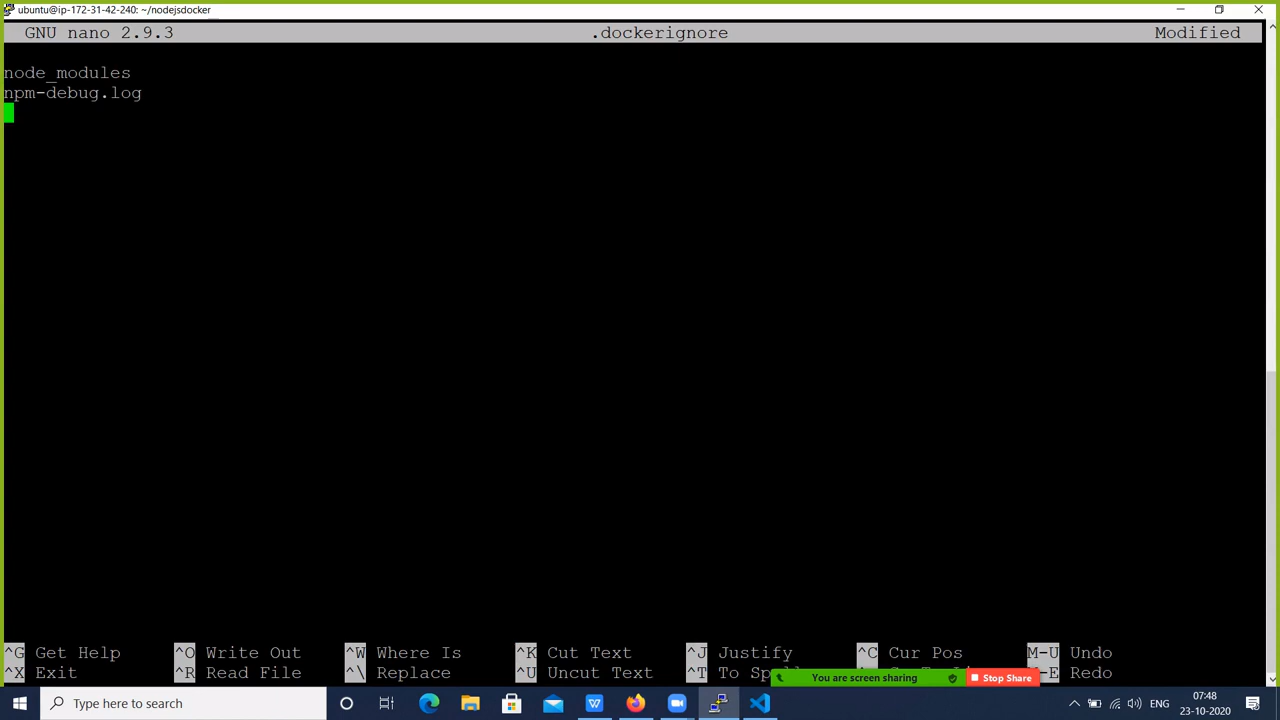 ubuntu@ip-172-31-42-240: ~/nodejsdocker
GNU nano 2.9.3 .dockerignore Modified
node_modules
npm-debug.log
^G Get Help ^O Write Out ^W Where Is ^K Cut Text ^J Justify ^C Cur Pos M-U Undo
^X Exit ^R Read File ^\ Replace ^U Uncut Text ^T To Redo
You are screen sharing Stop Share
Type here to search
ENG
07:48
23-10-2020